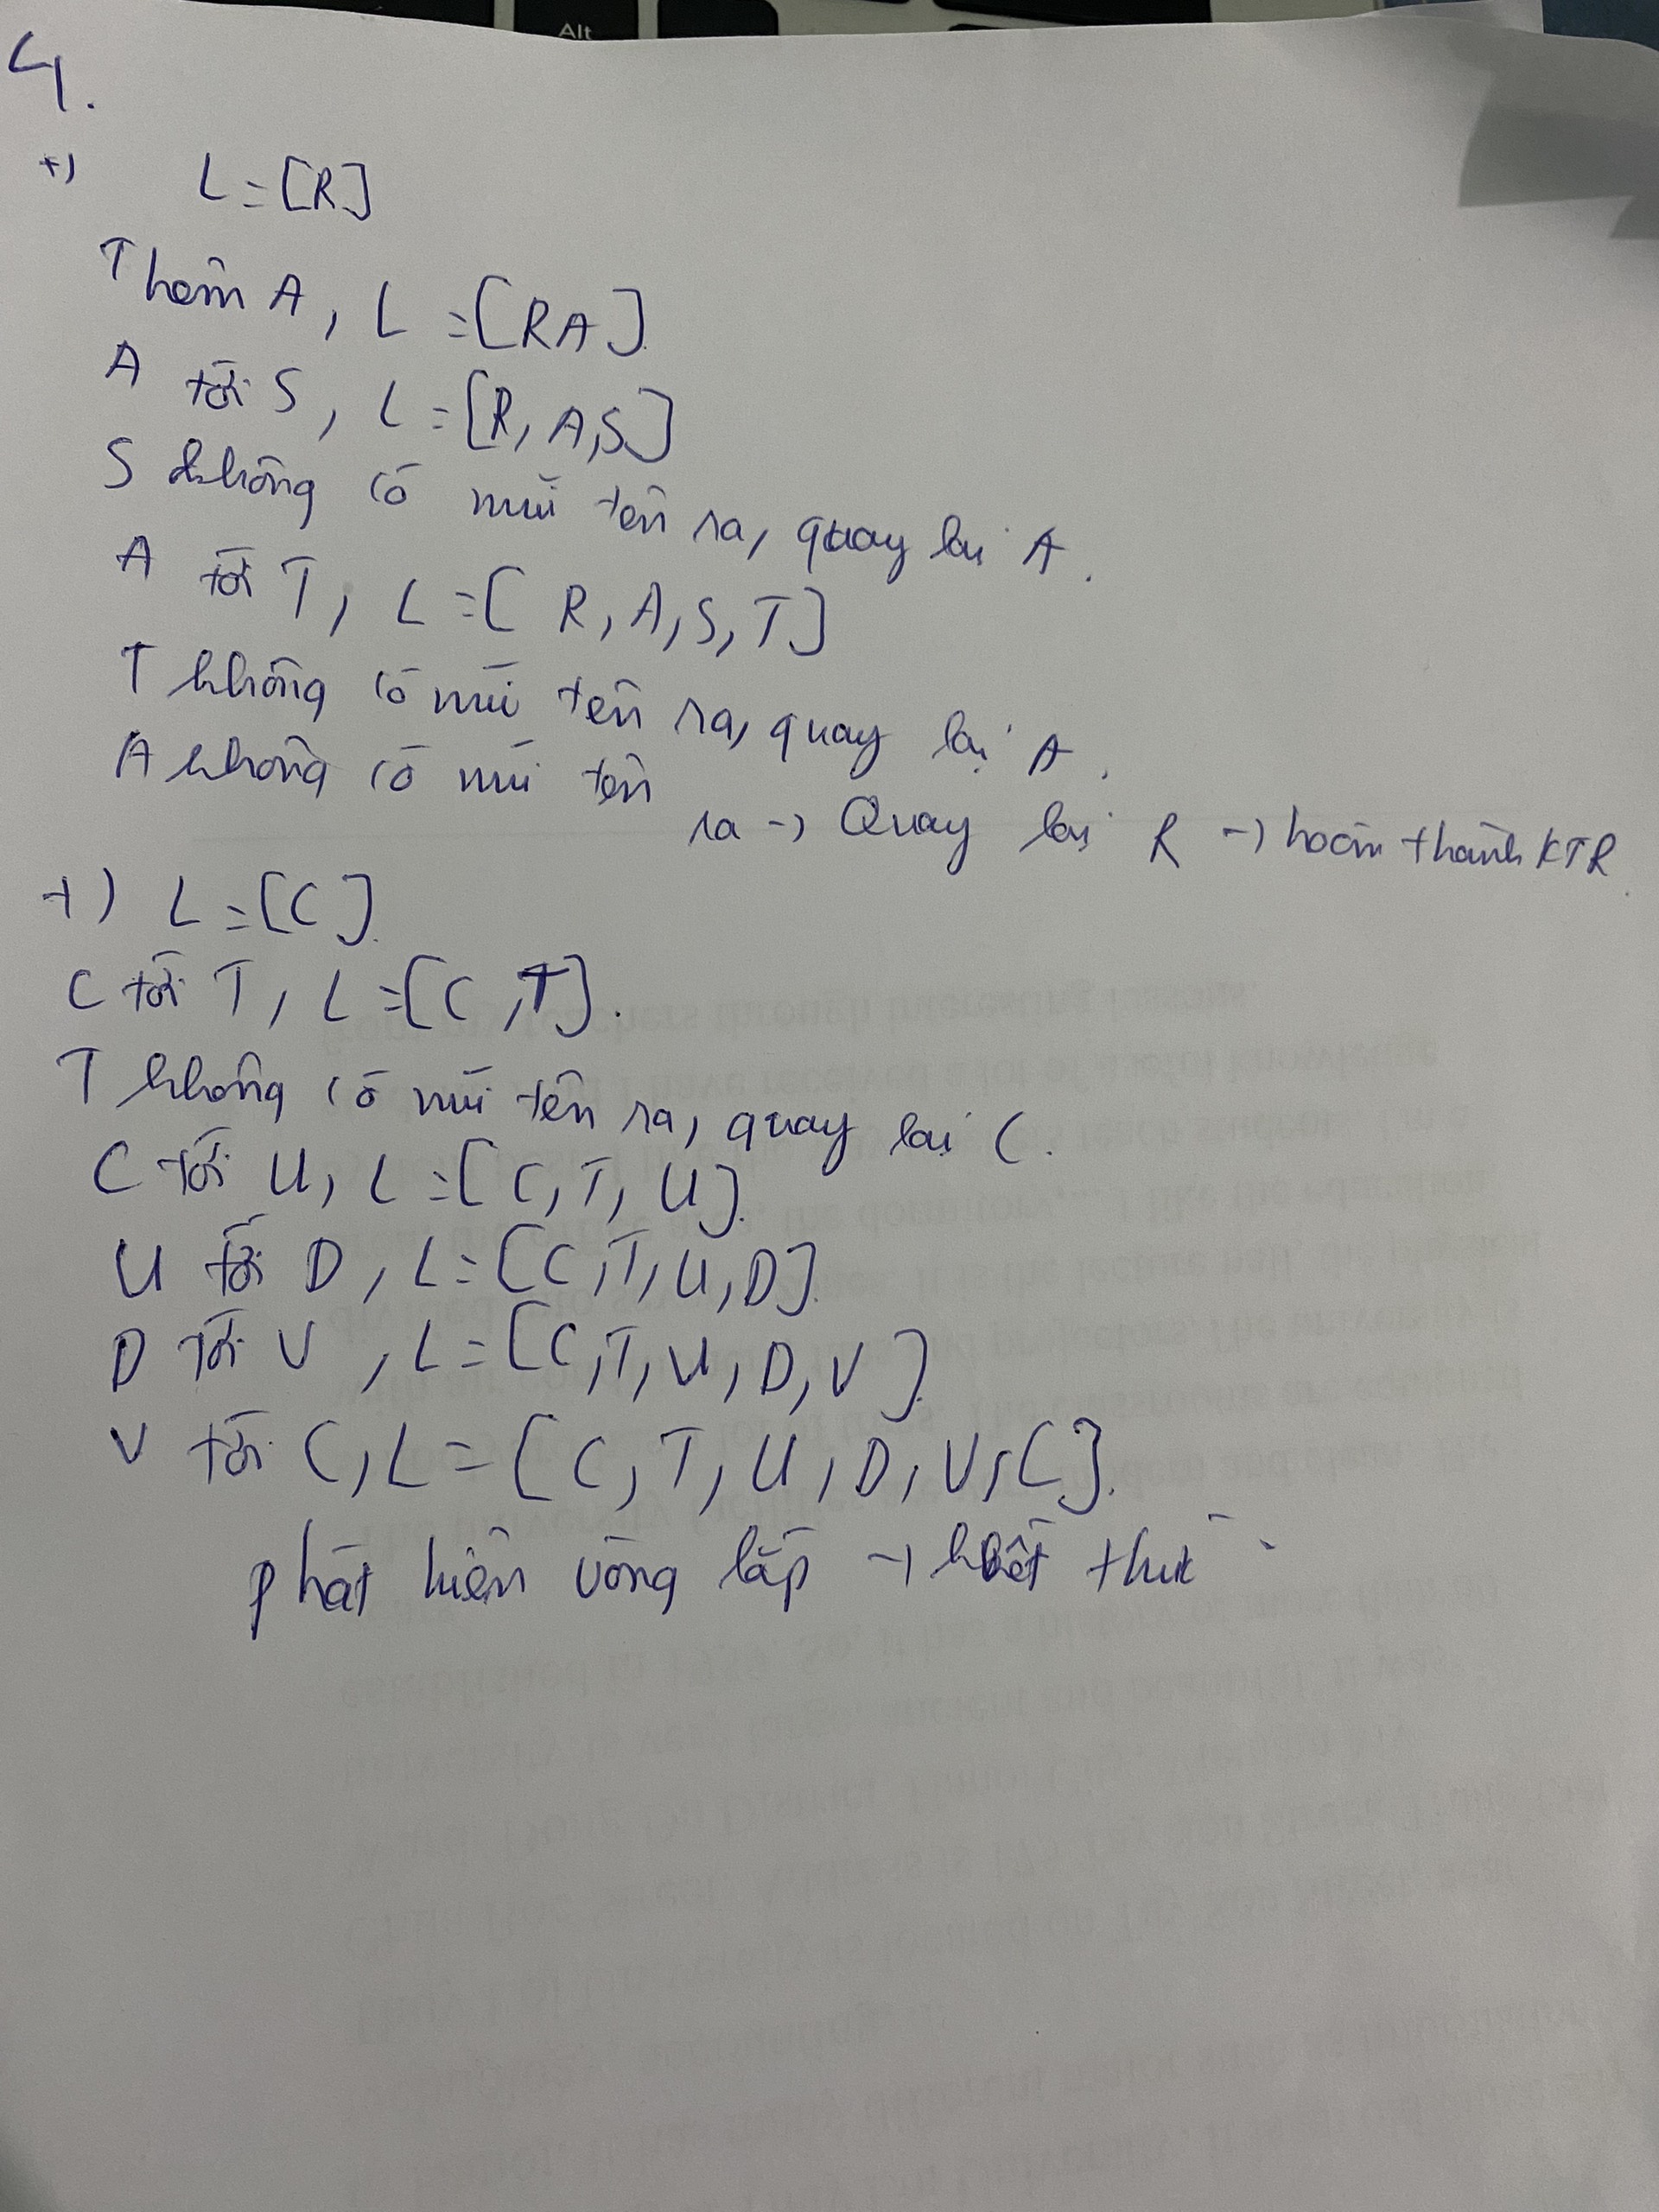 Alt
4.
+) L = [R]
Thêm A, L = [RA].
A tới S, L = [R, A, S]
S không có mũi tên ra, quay lại A.
A tới T, L = [R, A, S, T]
T không có mũi tên ra, quay lại A.
A không có mũi tên ra -> Quay lại R -> hoàn thành KTR.
+) L = [C].
C tới T, L = [C, T].
T không có mũi tên ra, quay lại C.
C tới U, L = [C, T, U].
U tới D, L = [C, T, U, D].
D tới V, L = [C, T, U, D, V].
V tới C, L = [C, T, U, D, V, C].
phát hiện vòng lặp -> kết thúc